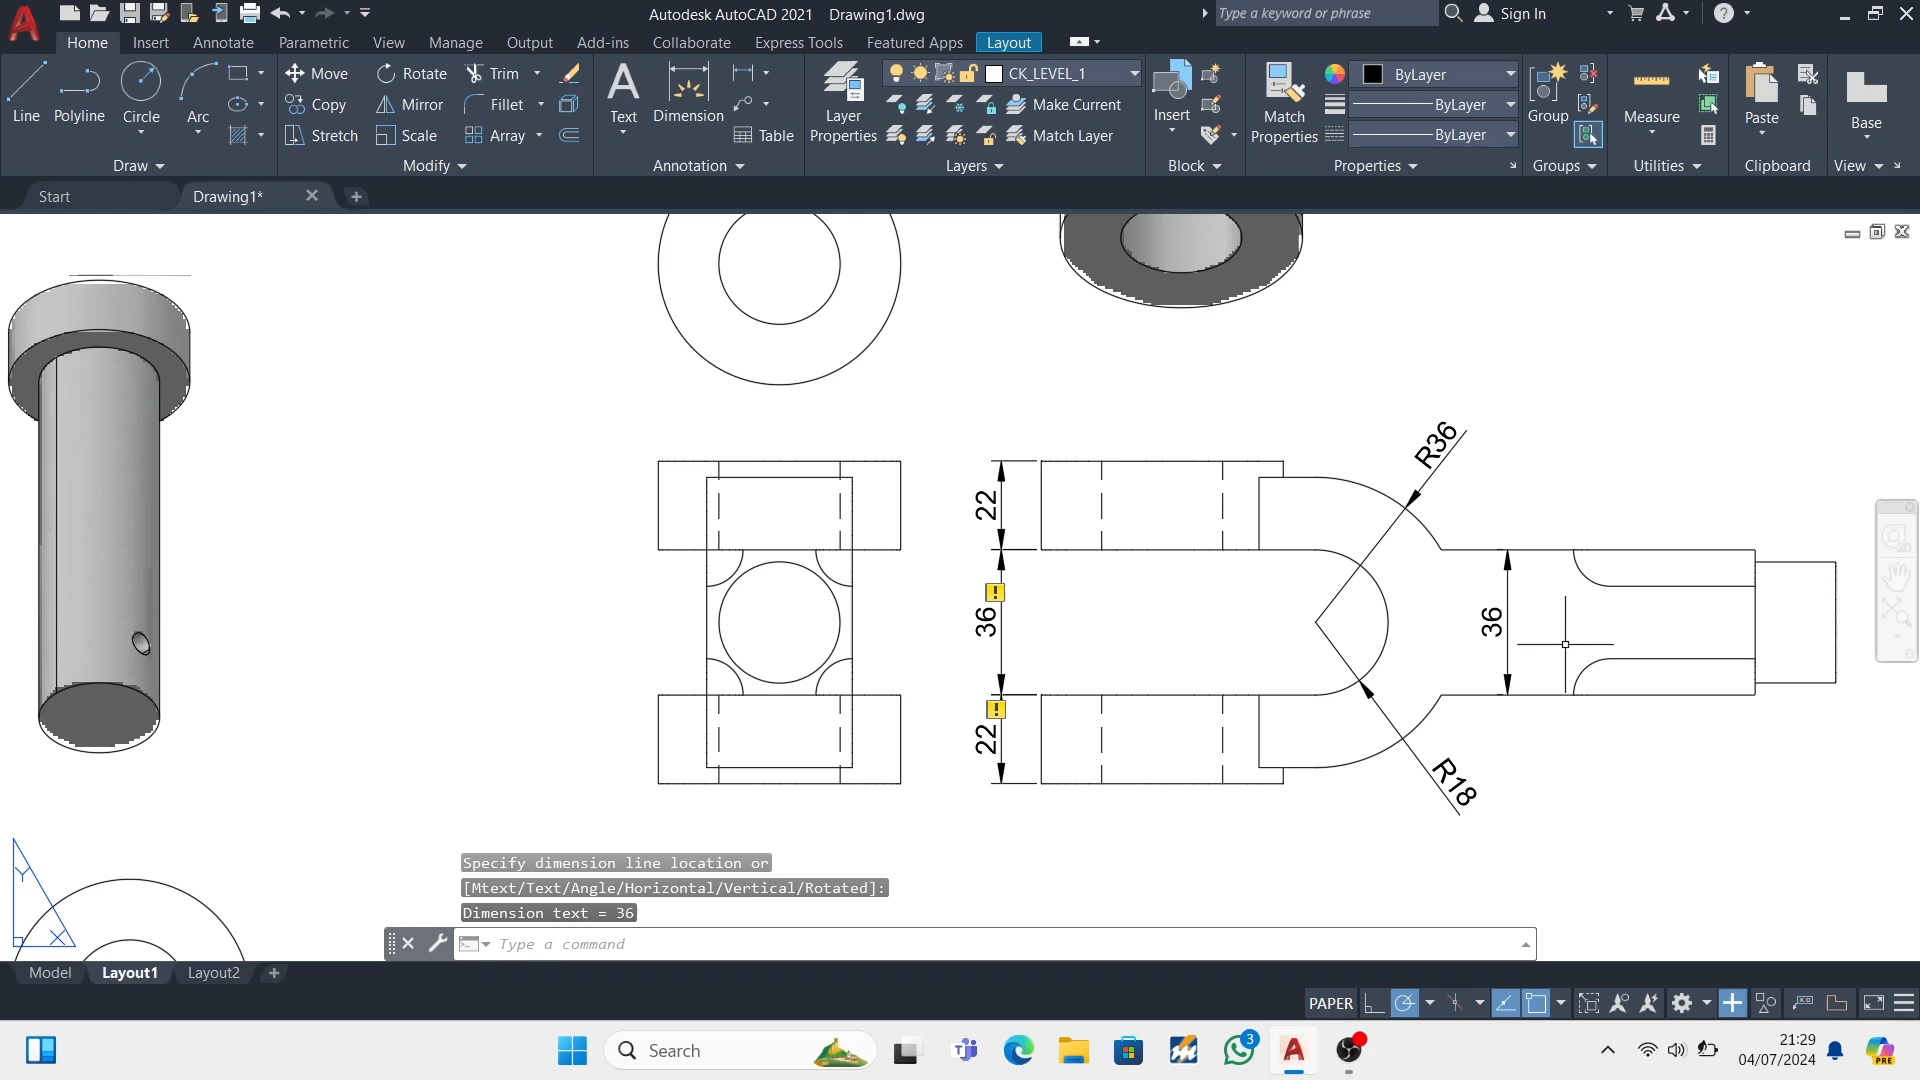 Autodesk AutoCAD 2021 Drawing1.dwg
Type a keyword or phrase
Sign In
Home Insert Annotate Parametric View Manage Output Add-ins Collaborate Express Tools Featured Apps Layout
Line Polyline Circle Arc
Move Rotate Trim
Copy Mirror Fillet
Stretch Scale Array
Text Dimension Table
Layer Properties
CK_LEVEL_1
Make Current
Match Layer
Insert
Match Properties
ByLayer
ByLayer
ByLayer
Group
Measure
Paste
Base
Draw Modify Annotation Layers Block Properties Groups Utilities Clipboard View
Start Drawing1*
2D
R36
22
36
36
22
R18
Y
X
Specify dimension line location or
[Mtext/Text/Angle/Horizontal/Vertical/Rotated]:
Dimension text = 36
Type a command
Model Layout1 Layout2
PAPER
Search
3
21:29
04/07/2024
PRE